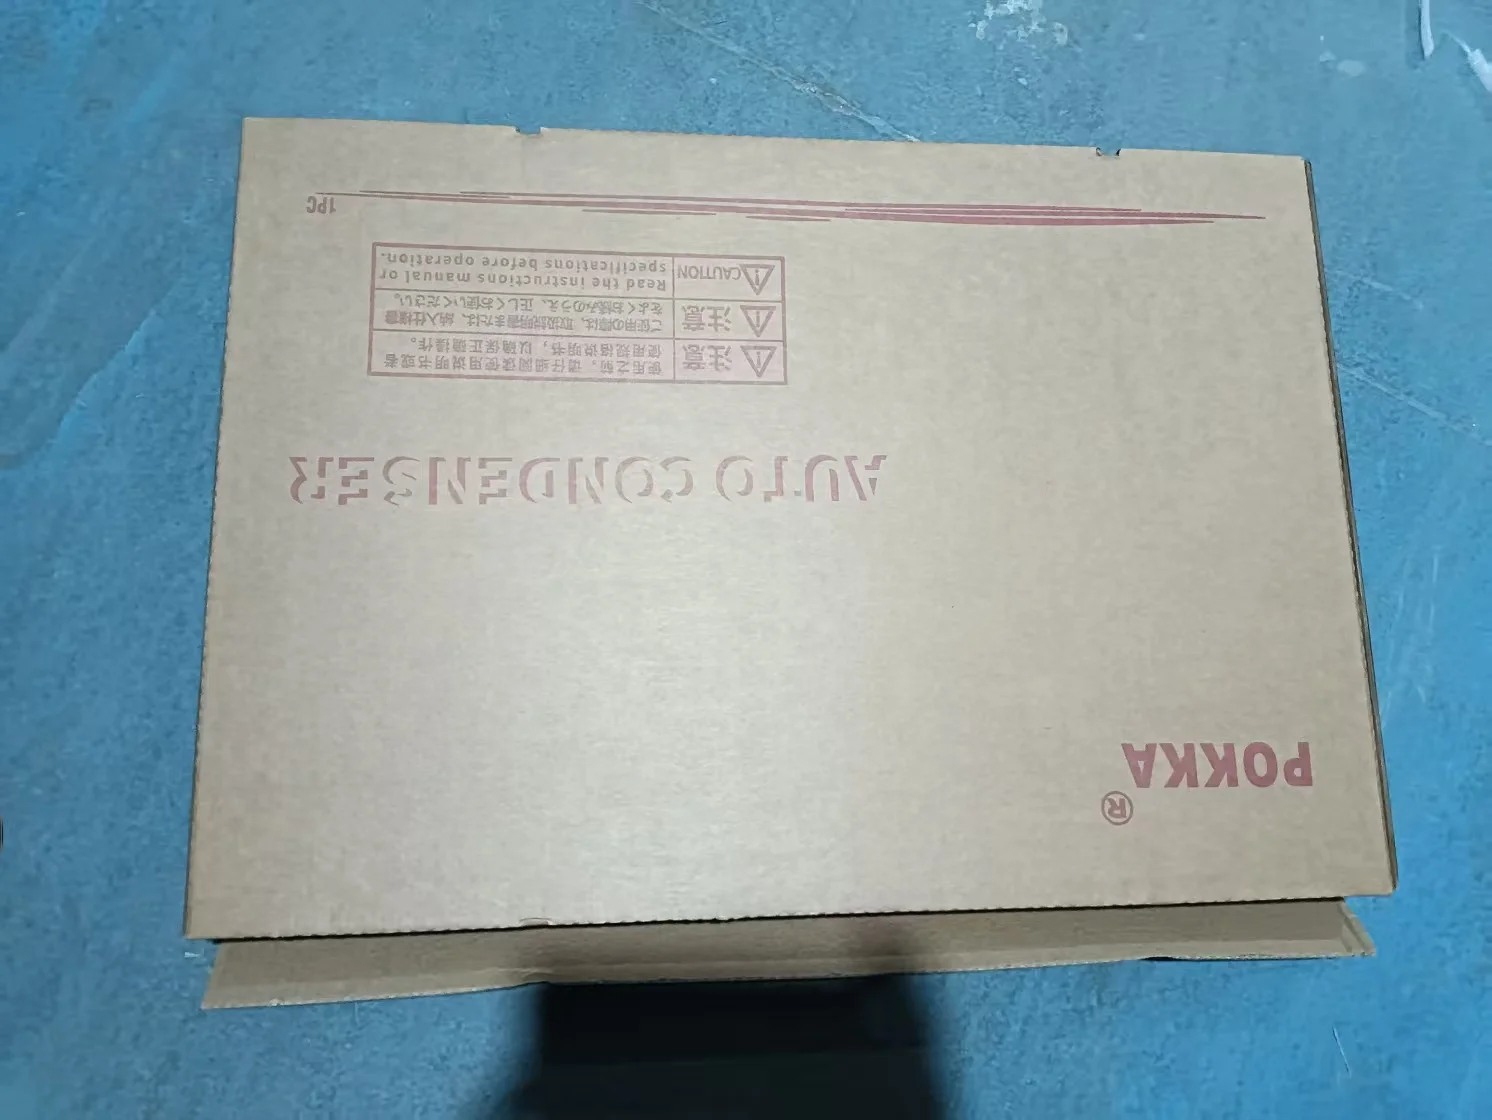 POKKA®
AUTO CONDENSER
注意 使用之前，请仔细阅读使用说明书或者
使用规格说明书，以确保正确操作。
注意 ご使用の際は、取扱説明書または、納入仕様書
をよくお読みのうえ、正しくお使いください。
CAUTION Read the instructions manual or
specifications before operation.
1PC